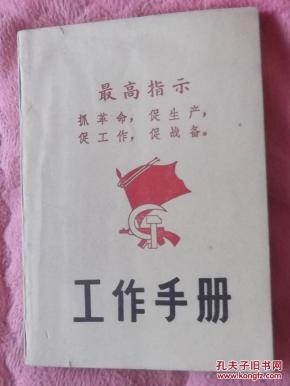 最高指示
抓革命，促生产，
促工作，促战备。
工作手册
孔夫子旧书网